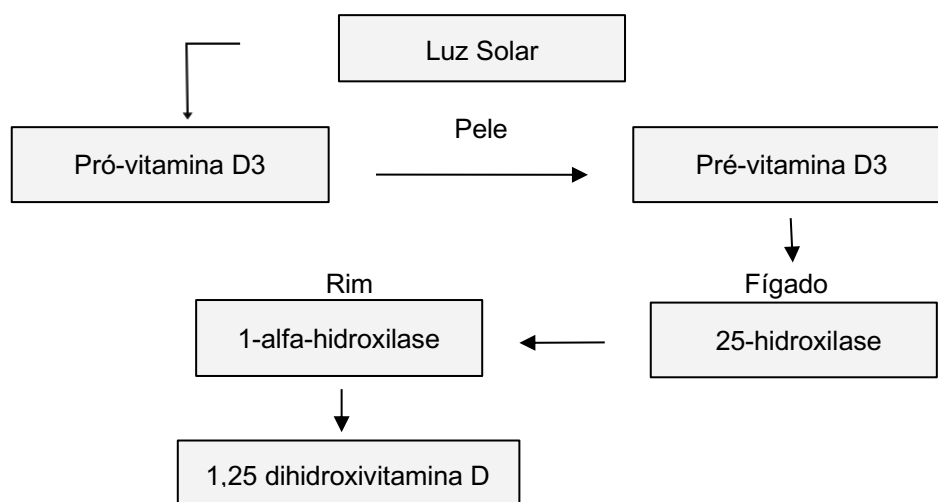 Luz Solar
Pele
Pró-vitamina D3
Pré-vitamina D3
Rim
Fígado
1-alfa-hidroxilase
25-hidroxilase
1,25 dihidroxivitamina D